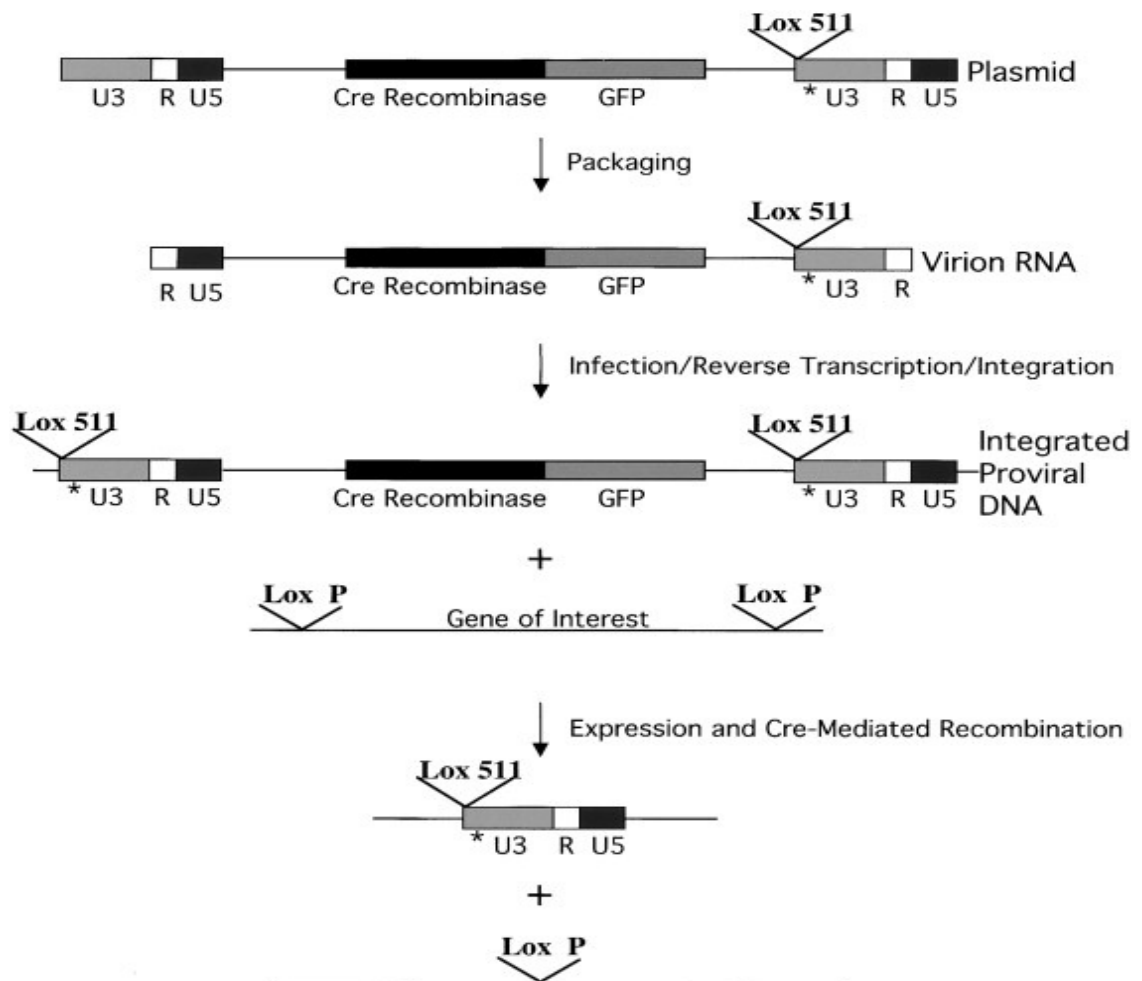 Lox 511
Plasmid
U3 R U5 Cre Recombinase GFP * U3 R U5
Packaging
Lox 511
Virion RNA
R U5 Cre Recombinase GFP * U3 R
Infection/Reverse Transcription/Integration
Lox 511 Lox 511
Integrated
Proviral
DNA
* U3 R U5 Cre Recombinase GFP * U3 R U5
+
Lox P Gene of Interest Lox P
Expression and Cre-Mediated Recombination
Lox 511
* U3 R U5
+
Lox P